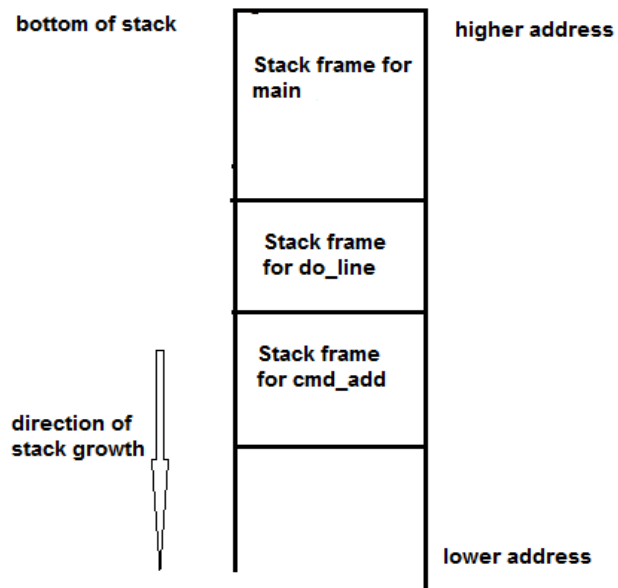 bottom of stack
higher address
Stack frame for
main
Stack frame
for do_line
Stack frame
for cmd_add
direction of
stack growth
lower address